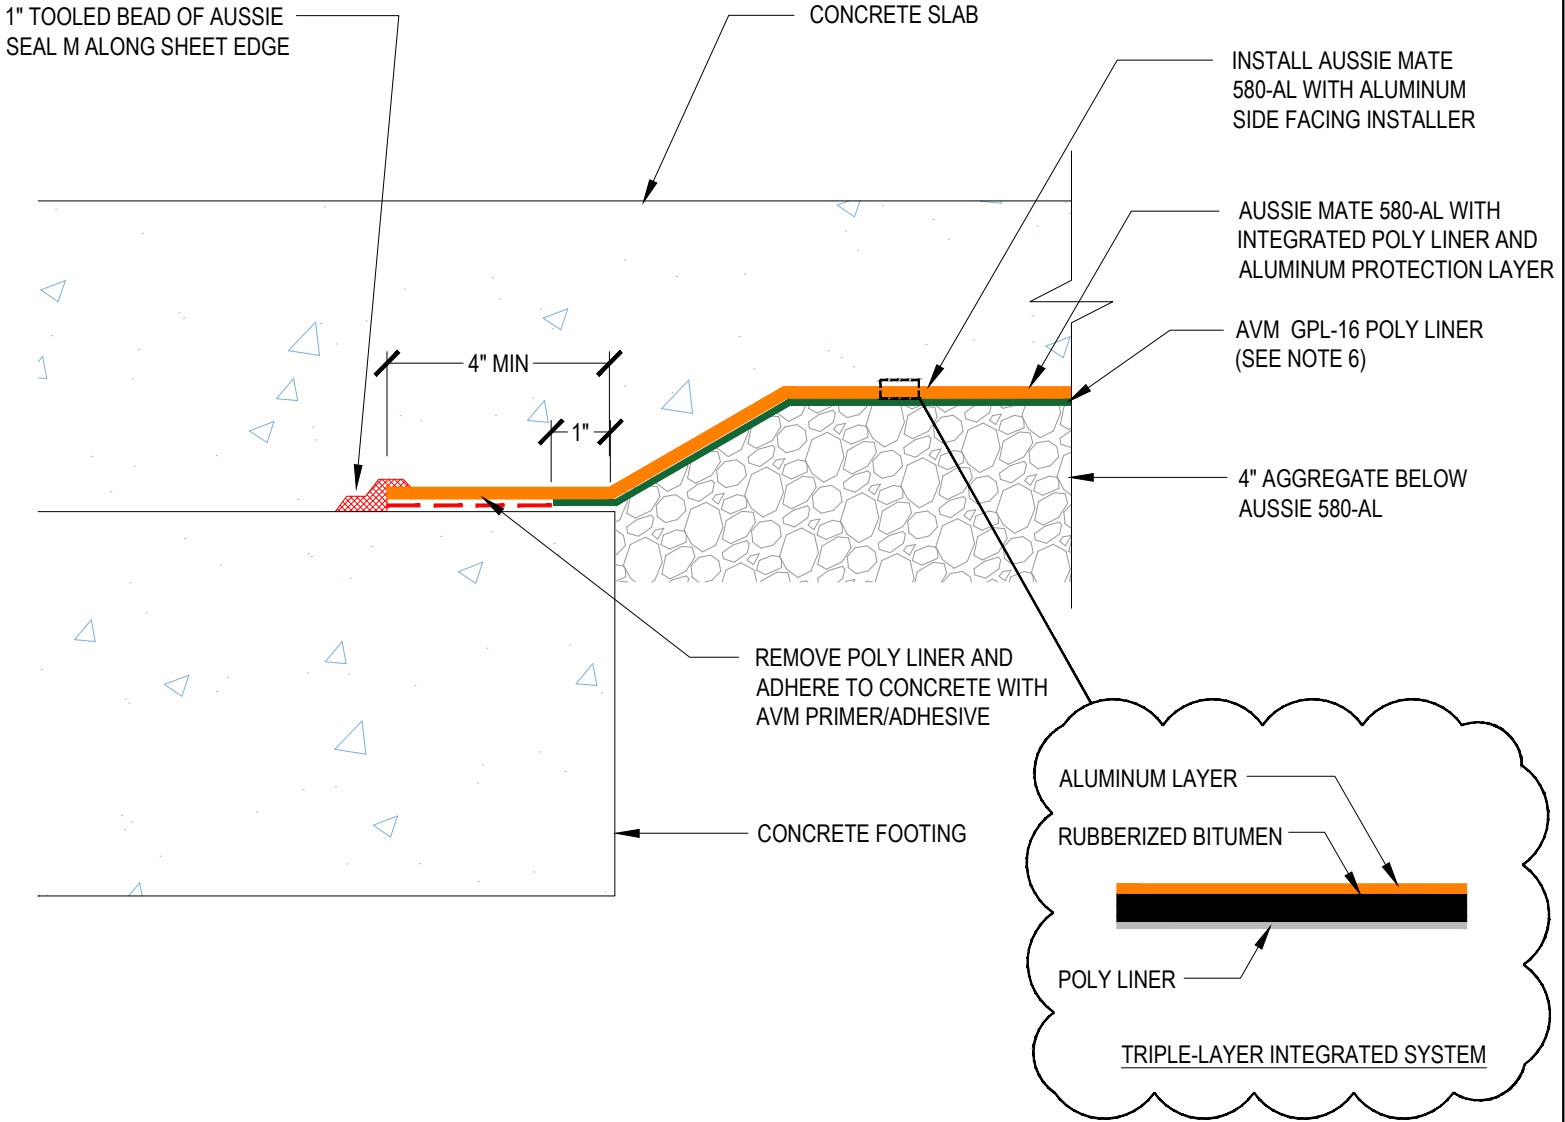 1" TOOLED BEAD OF AUSSIE
SEAL M ALONG SHEET EDGE
CONCRETE SLAB
INSTALL AUSSIE MATE
580-AL WITH ALUMINUM
SIDE FACING INSTALLER
AUSSIE MATE 580-AL WITH
INTEGRATED POLY LINER AND
ALUMINUM PROTECTION LAYER
AVM GPL-16 POLY LINER
(SEE NOTE 6)
4" MIN
1"
4" AGGREGATE BELOW
AUSSIE 580-AL
REMOVE POLY LINER AND
ADHERE TO CONCRETE WITH
AVM PRIMER/ADHESIVE
CONCRETE FOOTING
ALUMINUM LAYER
RUBBERIZED BITUMEN
POLY LINER
TRIPLE-LAYER INTEGRATED SYSTEM